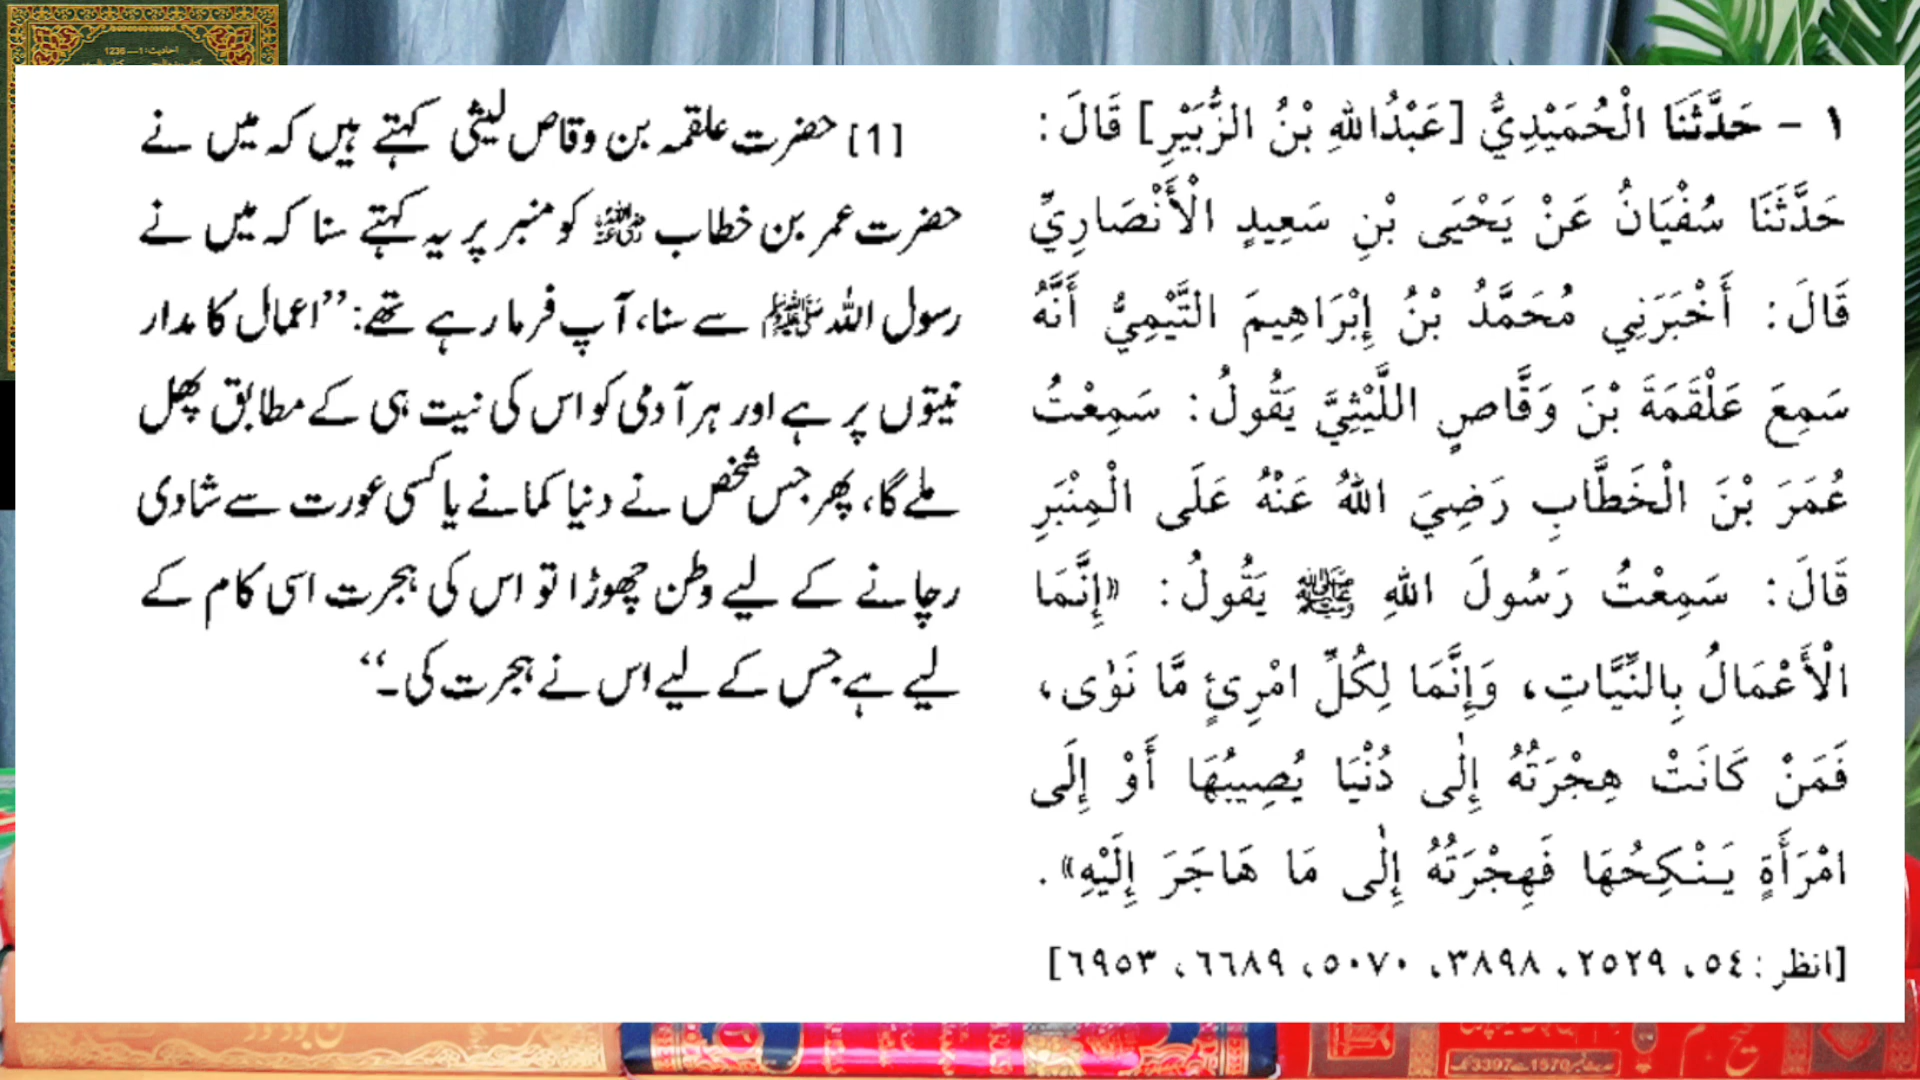 احادیث: 1 — 1236
١ - حَدَّثَنَا الْحُمَيْدِيُّ [عَبْدُاللهِ بْنُ الزُّبَيْرِ] قَالَ:
حَدَّثَنَا سُفْيَانُ عَنْ يَحْيَى بْنِ سَعِيدٍ الْأَنْصَارِيِّ
قَالَ: أَخْبَرَنِي مُحَمَّدُ بْنُ إِبْرَاهِيمَ التَّيْمِيُّ أَنَّهُ
سَمِعَ عَلْقَمَةَ بْنَ وَقَّاصٍ اللَّيْثِيَّ يَقُولُ: سَمِعْتُ
عُمَرَ بْنَ الْخَطَّابِ رَضِيَ اللهُ عَنْهُ عَلَى الْمِنْبَرِ
قَالَ: سَمِعْتُ رَسُولَ اللهِ ﷺ يَقُولُ: «إِنَّمَا
الْأَعْمَالُ بِالنِّيَّاتِ، وَإِنَّمَا لِكُلِّ امْرِئٍ مَّا نَوٰى،
فَمَنْ كَانَتْ هِجْرَتُهُ إِلٰى دُنْيَا يُصِيبُهَا أَوْ إِلَى
امْرَأَةٍ يَنْكِحُهَا فَهِجْرَتُهُ إِلٰى مَا هَاجَرَ إِلَيْهِ».
[انظر: ٥٤، ٢٥٢٩، ٣٨٩٨، ٥٠٧٠، ٦٦٨٩، ٦٩٥٣]
[1] حضرت علقمہ بن وقاص لیثی کہتے ہیں کہ میں نے
حضرت عمر بن خطاب رضی اللہ عنہ کو منبر پر یہ کہتے سنا کہ میں نے
رسول اللہ ﷺ سے سنا، آپ فرما رہے تھے: ’’اعمال کا مدار
نیتوں پر ہے اور ہر آدمی کو اس کی نیت ہی کے مطابق پھل
ملے گا، پھر جس شخص نے دنیا کمانے یا کسی عورت سے شادی
رچانے کے لیے وطن چھوڑا تو اس کی ہجرت اسی کام کے
لیے ہے جس کے لیے اس نے ہجرت کی۔‘‘